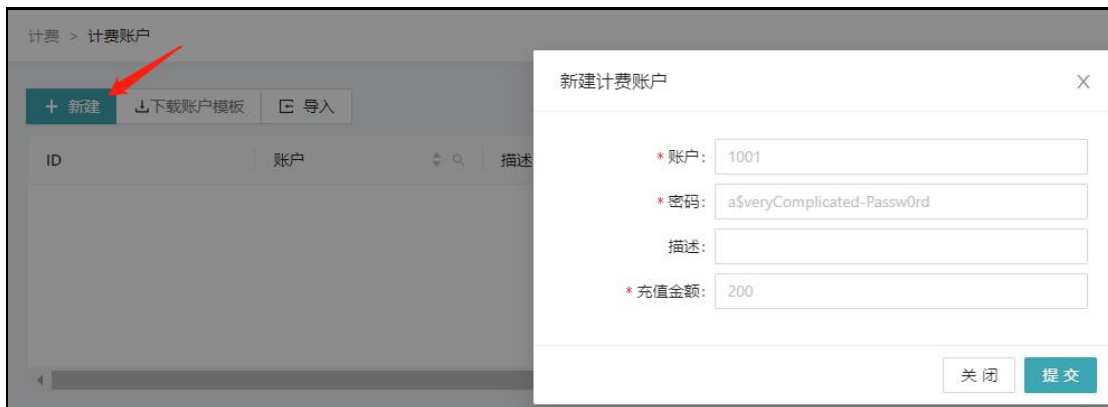 计费 > 计费账户
+ 新建 下载账户模板 导入
ID 账户 描述
新建计费账户
* 账户: 1001
* 密码: a$veryComplicated-Passw0rd
描述:
* 充值金额: 200
关 闭 提 交